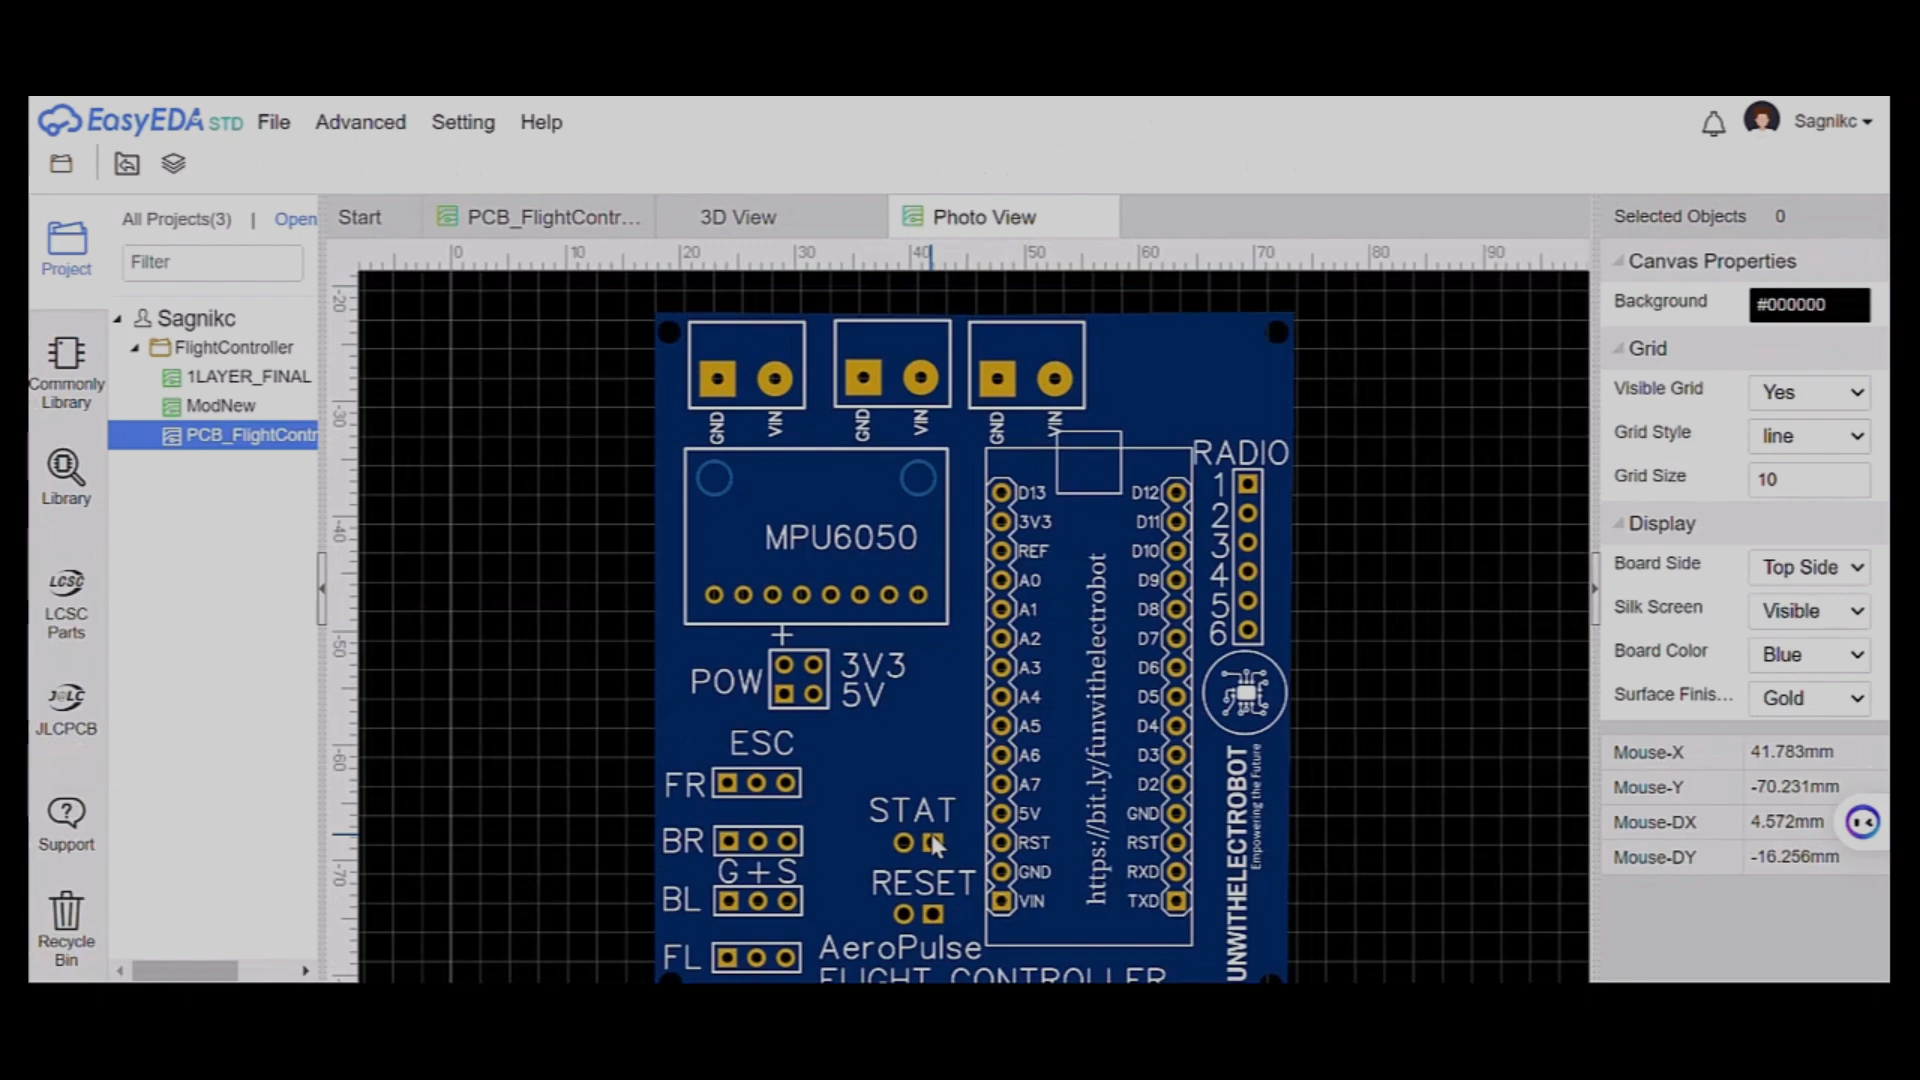 EasyEDA STD File Advanced Setting Help
Sagnikc
All Projects(3) | Open
Start PCB_FlightContr... 3D View Photo View
Selected Objects 0
Project
Filter
0 10 20 30 40 50 60 70 80 90
Canvas Properties
Background #000000
Sagnikc
FlightController
1LAYER_FINAL
ModNew
PCB_FlightContr
Commonly
Library
Library
LCSC
LCSC
Parts
J@LC
JLCPCB
Support
Recycle
Bin
-20
-30
-40
-50
-60
-70
GND VIN GND VIN GND VIN
MPU6050
POW
+
3V3
5V
ESC
FR
BR
G+S
BL
FL
STAT
RESET
AeroPulse
FLIGHT CONTROLLER
D13 D12
3V3 D11
REF D10
A0 D9
A1 D8
A2 D7
A3 D6
A4 D5
A5 D4
A6 D3
A7 D2
5V GND
RST RST
GND RXD
VIN TXD
https://bit.ly/funwithelectrobot
RADIO
1
2
3
4
5
6
UNWITHELECTROBOT
Empowering the Future
Grid
Visible Grid Yes
Grid Style line
Grid Size 10
Display
Board Side Top Side
Silk Screen Visible
Board Color Blue
Surface Finis... Gold
Mouse-X 41.783mm
Mouse-Y -70.231mm
Mouse-DX 4.572mm
Mouse-DY -16.256mm